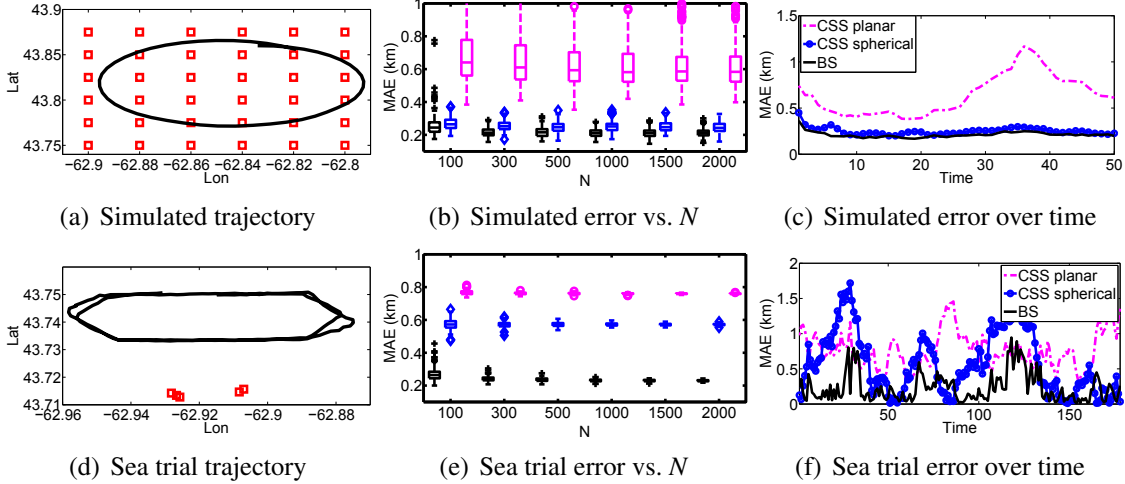 43.9
43.85
43.8
43.75
Lat
−62.9 −62.88 −62.86 −62.84 −62.82 −62.8
Lon
(a) Simulated trajectory
1
0.8
0.6
0.4
0.2
MAE (km)
100 300 500 1000 1500 2000
N
(b) Simulated error vs. N
1.5
1
0.5
0
MAE (km)
CSS planar
CSS spherical
BS
10 20 30 40 50
Time
(c) Simulated error over time
43.75
43.74
43.73
43.72
43.71
Lat
−62.96 −62.94 −62.92 −62.9 −62.88
Lon
(d) Sea trial trajectory
1
0.8
0.6
0.4
0.2
MAE (km)
100 300 500 1000 1500 2000
N
(e) Sea trial error vs. N
2
1.5
1
0.5
0
MAE (km)
CSS planar
CSS spherical
BS
50 100 150
Time
(f) Sea trial error over time